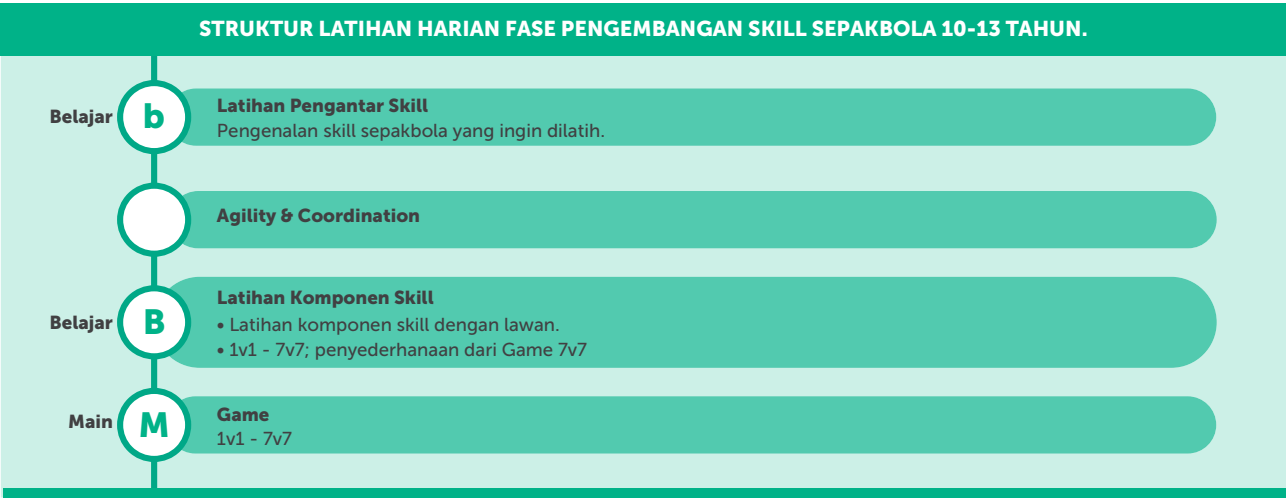 STRUKTUR LATIHAN HARIAN FASE PENGEMBANGAN SKILL SEPAKBOLA 10-13 TAHUN.
Belajar
b
Latihan Pengantar Skill
Pengenalan skill sepakbola yang ingin dilatih.
Agility & Coordination
Belajar
B
Latihan Komponen Skill
• Latihan komponen skill dengan lawan.
• 1v1 - 7v7; penyederhanaan dari Game 7v7
Main
M
Game
1v1 - 7v7